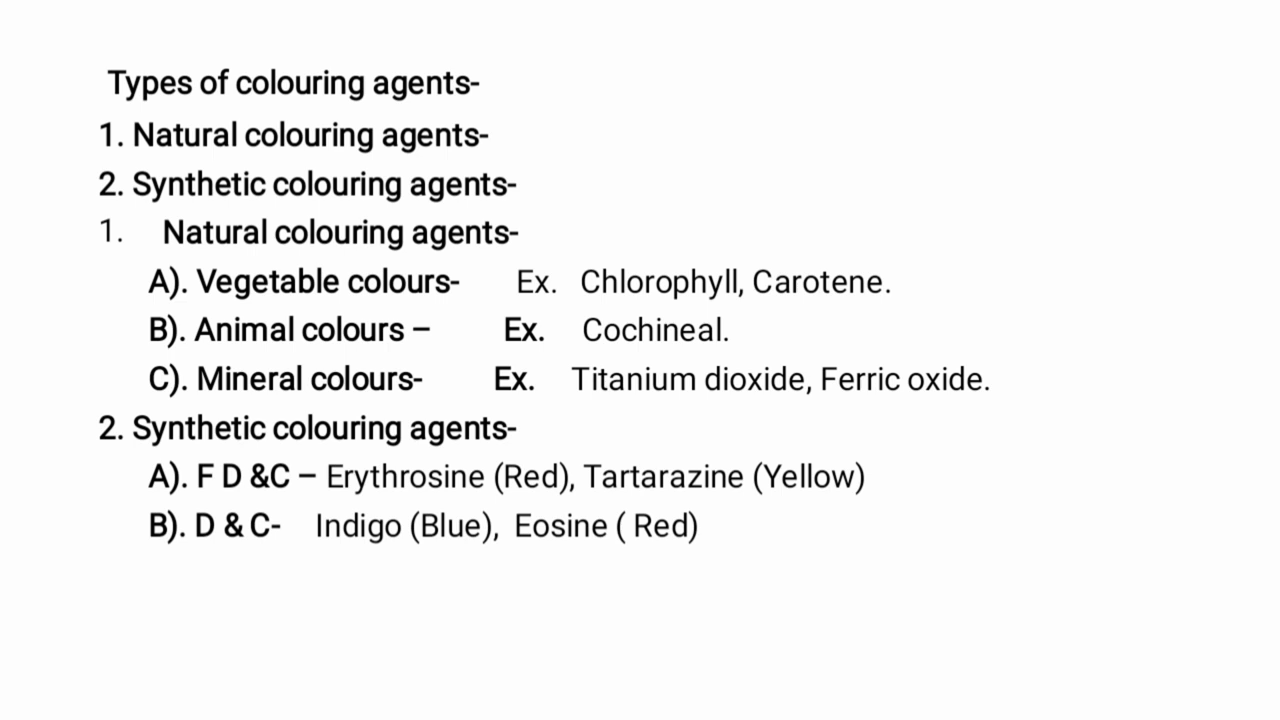 Types of colouring agents-
1. Natural colouring agents-
2. Synthetic colouring agents-
1. Natural colouring agents-
A). Vegetable colours- Ex. Chlorophyll, Carotene.
B). Animal colours – Ex. Cochineal.
C). Mineral colours- Ex. Titanium dioxide, Ferric oxide.
2. Synthetic colouring agents-
A). F D &C – Erythrosine (Red), Tartarazine (Yellow)
B). D & C- Indigo (Blue), Eosine ( Red)